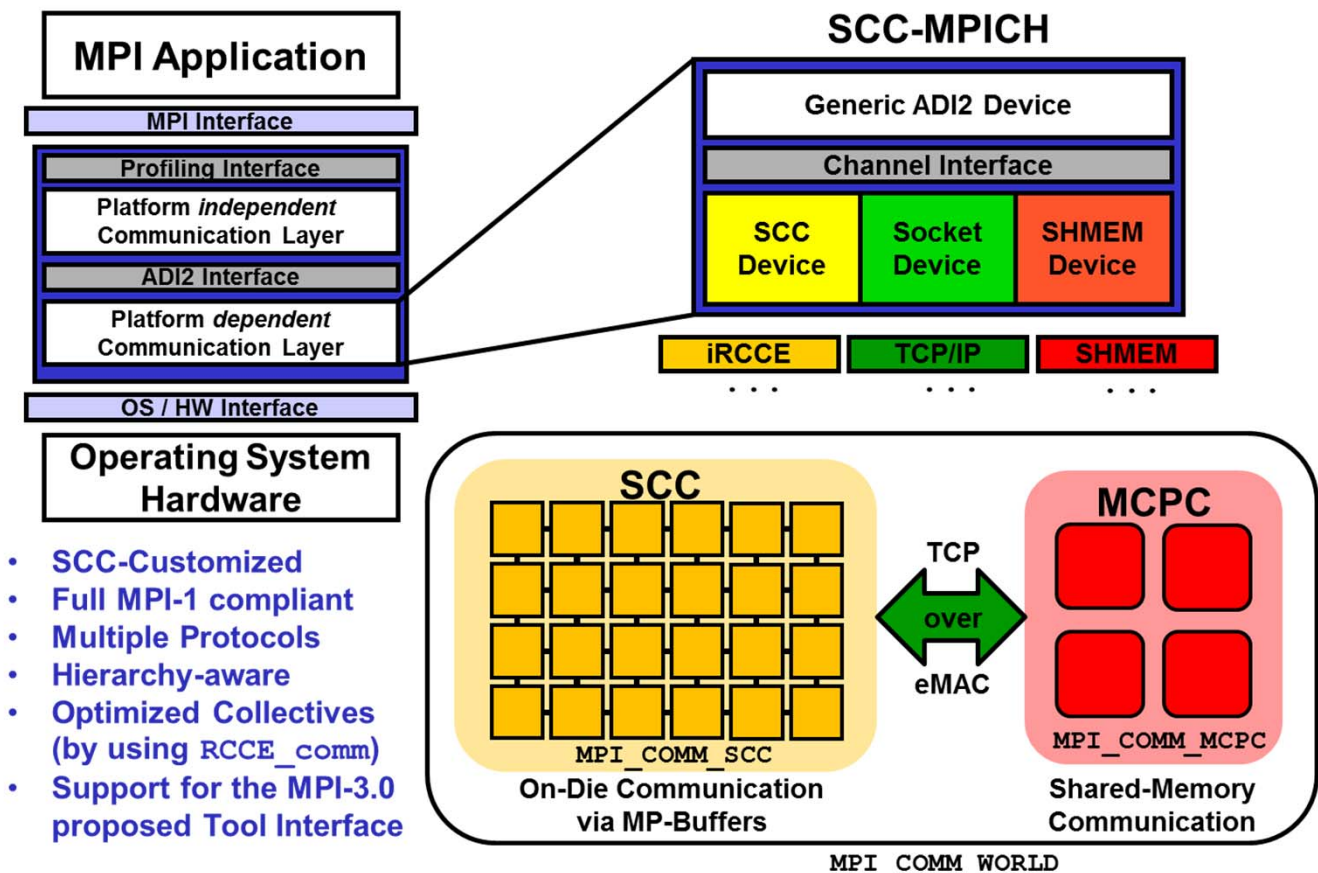 MPI Application
MPI Interface
Profiling Interface
Platform independent
Communication Layer
ADI2 Interface
Platform dependent
Communication Layer
OS / HW Interface
Operating System
Hardware
• SCC-Customized
• Full MPI-1 compliant
• Multiple Protocols
• Hierarchy-aware
• Optimized Collectives
(by using RCCE_comm)
• Support for the MPI-3.0
proposed Tool Interface
SCC-MPICH
Generic ADI2 Device
Channel Interface
SCC
Device
Socket
Device
SHMEM
Device
iRCCE
TCP/IP
SHMEM
. . .
. . .
. . .
SCC
MPI_COMM_SCC
On-Die Communication
via MP-Buffers
TCP
over
eMAC
MCPC
MPI_COMM_MCPC
Shared-Memory
Communication
MPI COMM WORLD